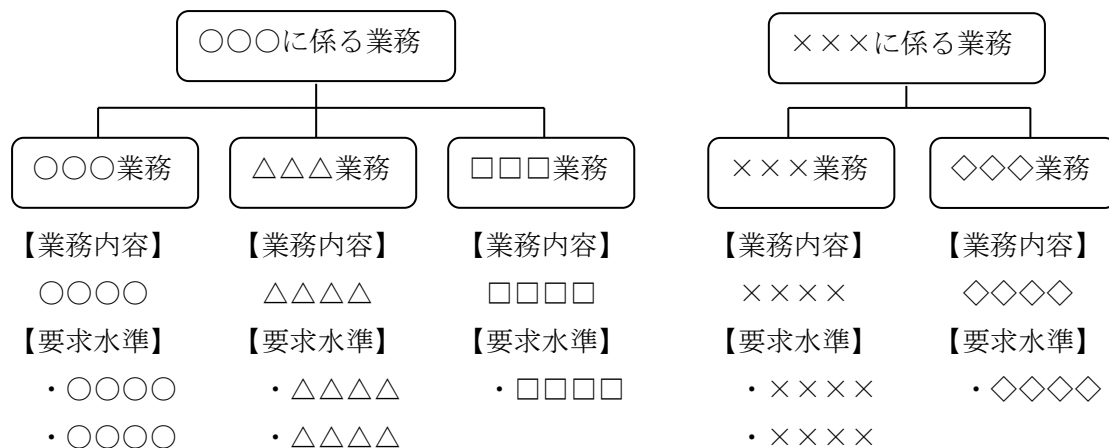 ○○○に係る業務 ×××に係る業務
○○○業務 △△△業務 □□□業務 ×××業務 ◇◇◇業務
【業務内容】 【業務内容】 【業務内容】 【業務内容】 【業務内容】
○○○○ △△△△ □□□□ ×××× ◇◇◇◇
【要求水準】 【要求水準】 【要求水準】 【要求水準】 【要求水準】
・○○○○ ・△△△△ ・□□□□ ・×××× ・◇◇◇◇
・○○○○ ・△△△△ ・××××